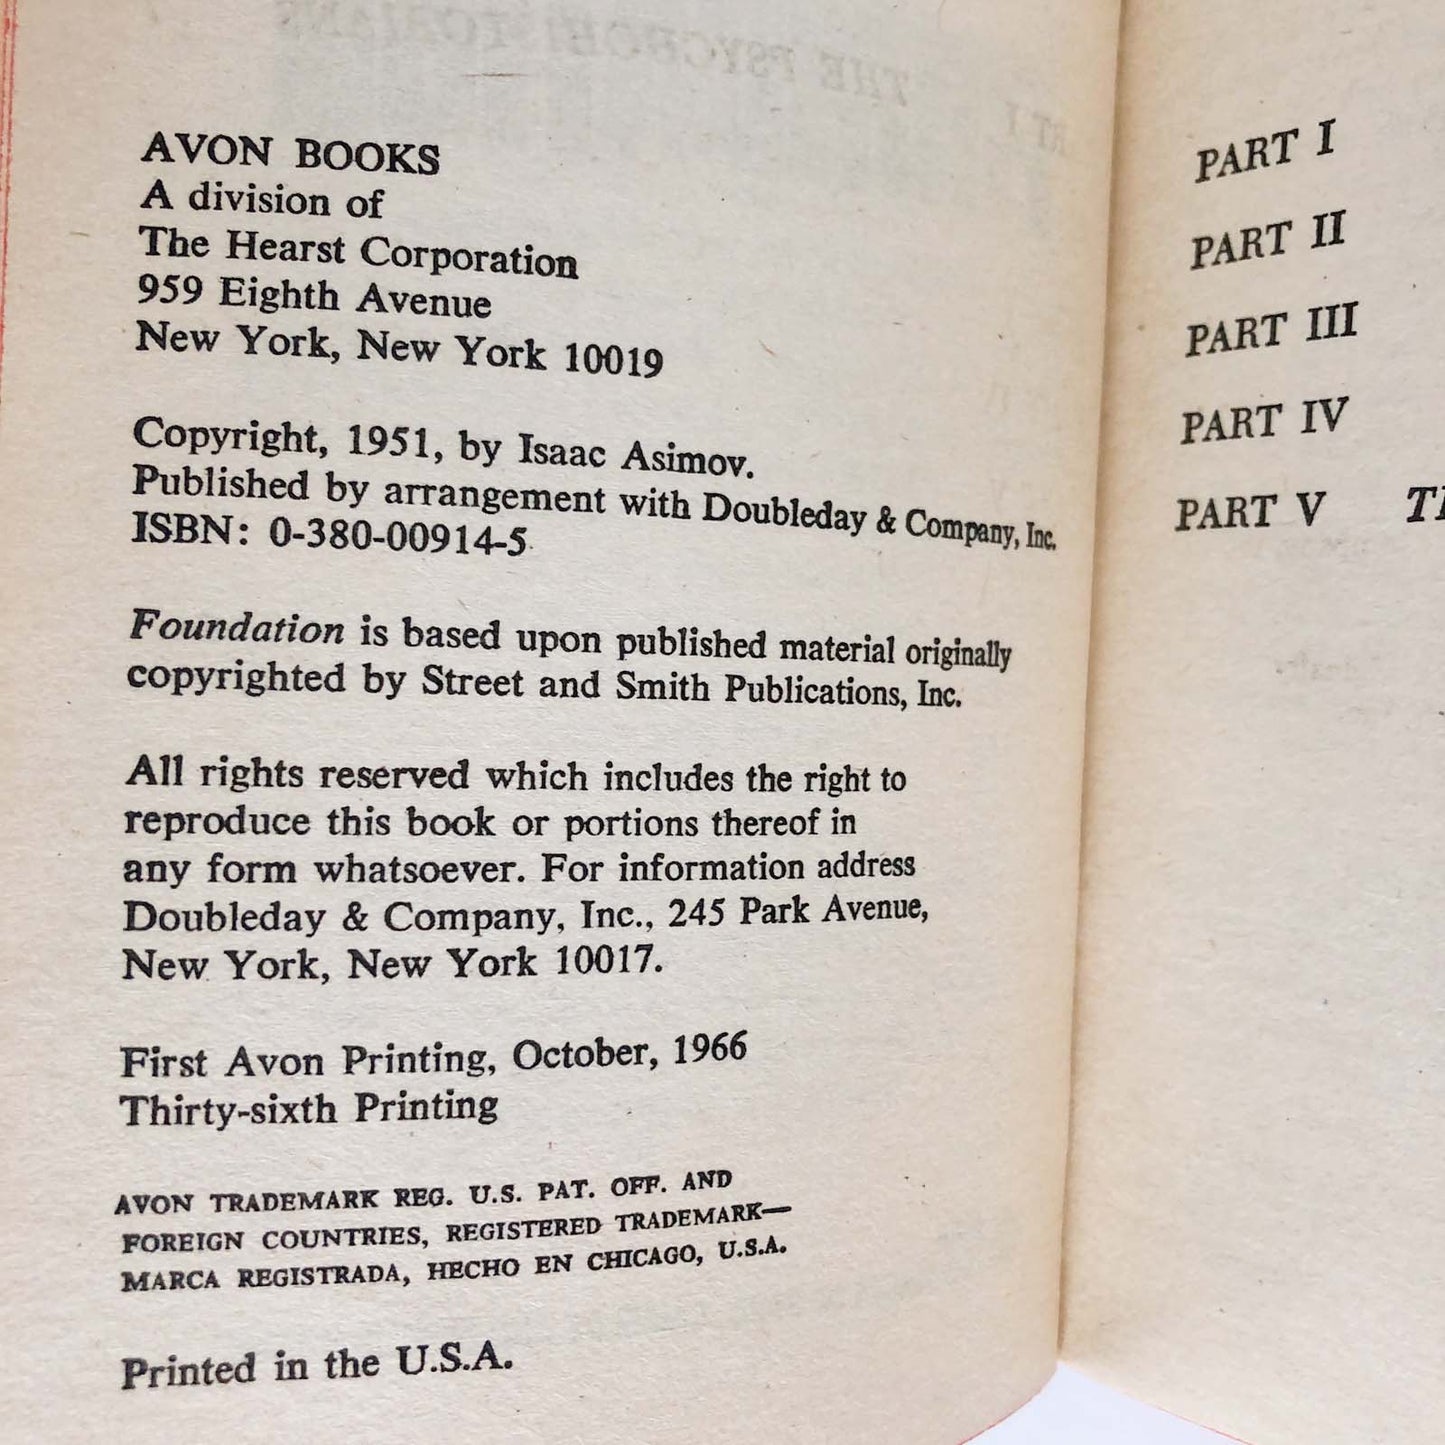 AVON BOOKS
A division of
The Hearst Corporation
959 Eighth Avenue
New York, New York 10019
Copyright, 1951, by Isaac Asimov.
Published by arrangement with Doubleday & Company, Inc.
ISBN: 0-380-00914-5
Foundation is based upon published material originally
copyrighted by Street and Smith Publications, Inc.
All rights reserved which includes the right to
reproduce this book or portions thereof in
any form whatsoever. For information address
Doubleday & Company, Inc., 245 Park Avenue,
New York, New York 10017.
First Avon Printing, October, 1966
Thirty-sixth Printing
AVON TRADEMARK REG. U.S. PAT. OFF. AND
FOREIGN COUNTRIES, REGISTERED TRADEMARK—
MARCA REGISTRADA, HECHO EN CHICAGO, U.S.A.
Printed in the U.S.A.
PART I
PART II
PART III
PART IV
PART V